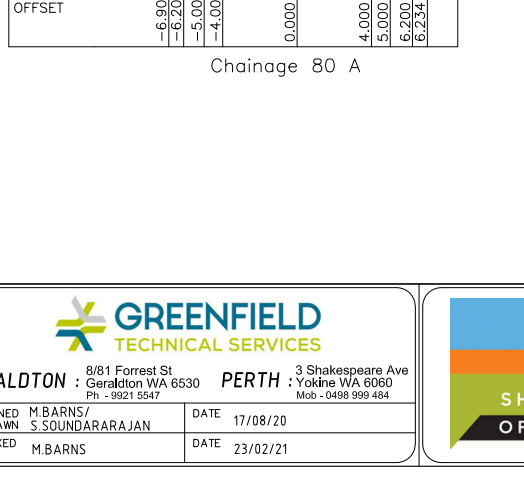 OFFSET -6.90 -6.20 -5.00 -4.00 0.000 4.000 5.000 6.200 6.234
Chainage 80 A
GREENFIELD
TECHNICAL SERVICES
ALDTON : 8/81 Forrest St
Geraldton WA 6530
Ph - 9921 5547
PERTH : 3 Shakespeare Ave
Yokine WA 6060
Mob - 0498 999 484
NED M.BARNS/
AWN S.SOUNDARARAJAN
DATE 17/08/20
KED M.BARNS
DATE 23/02/21
SH
OF